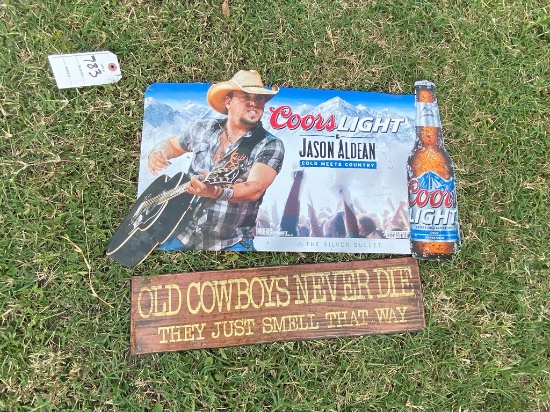 783
Coors LIGHT
&
JASON ALDEAN
COLD MEETS COUNTRY
Coors
LIGHT
THE SILVER BULLET
OLD COWBOYS NEVER DIE
THEY JUST SMELL THAT WAY